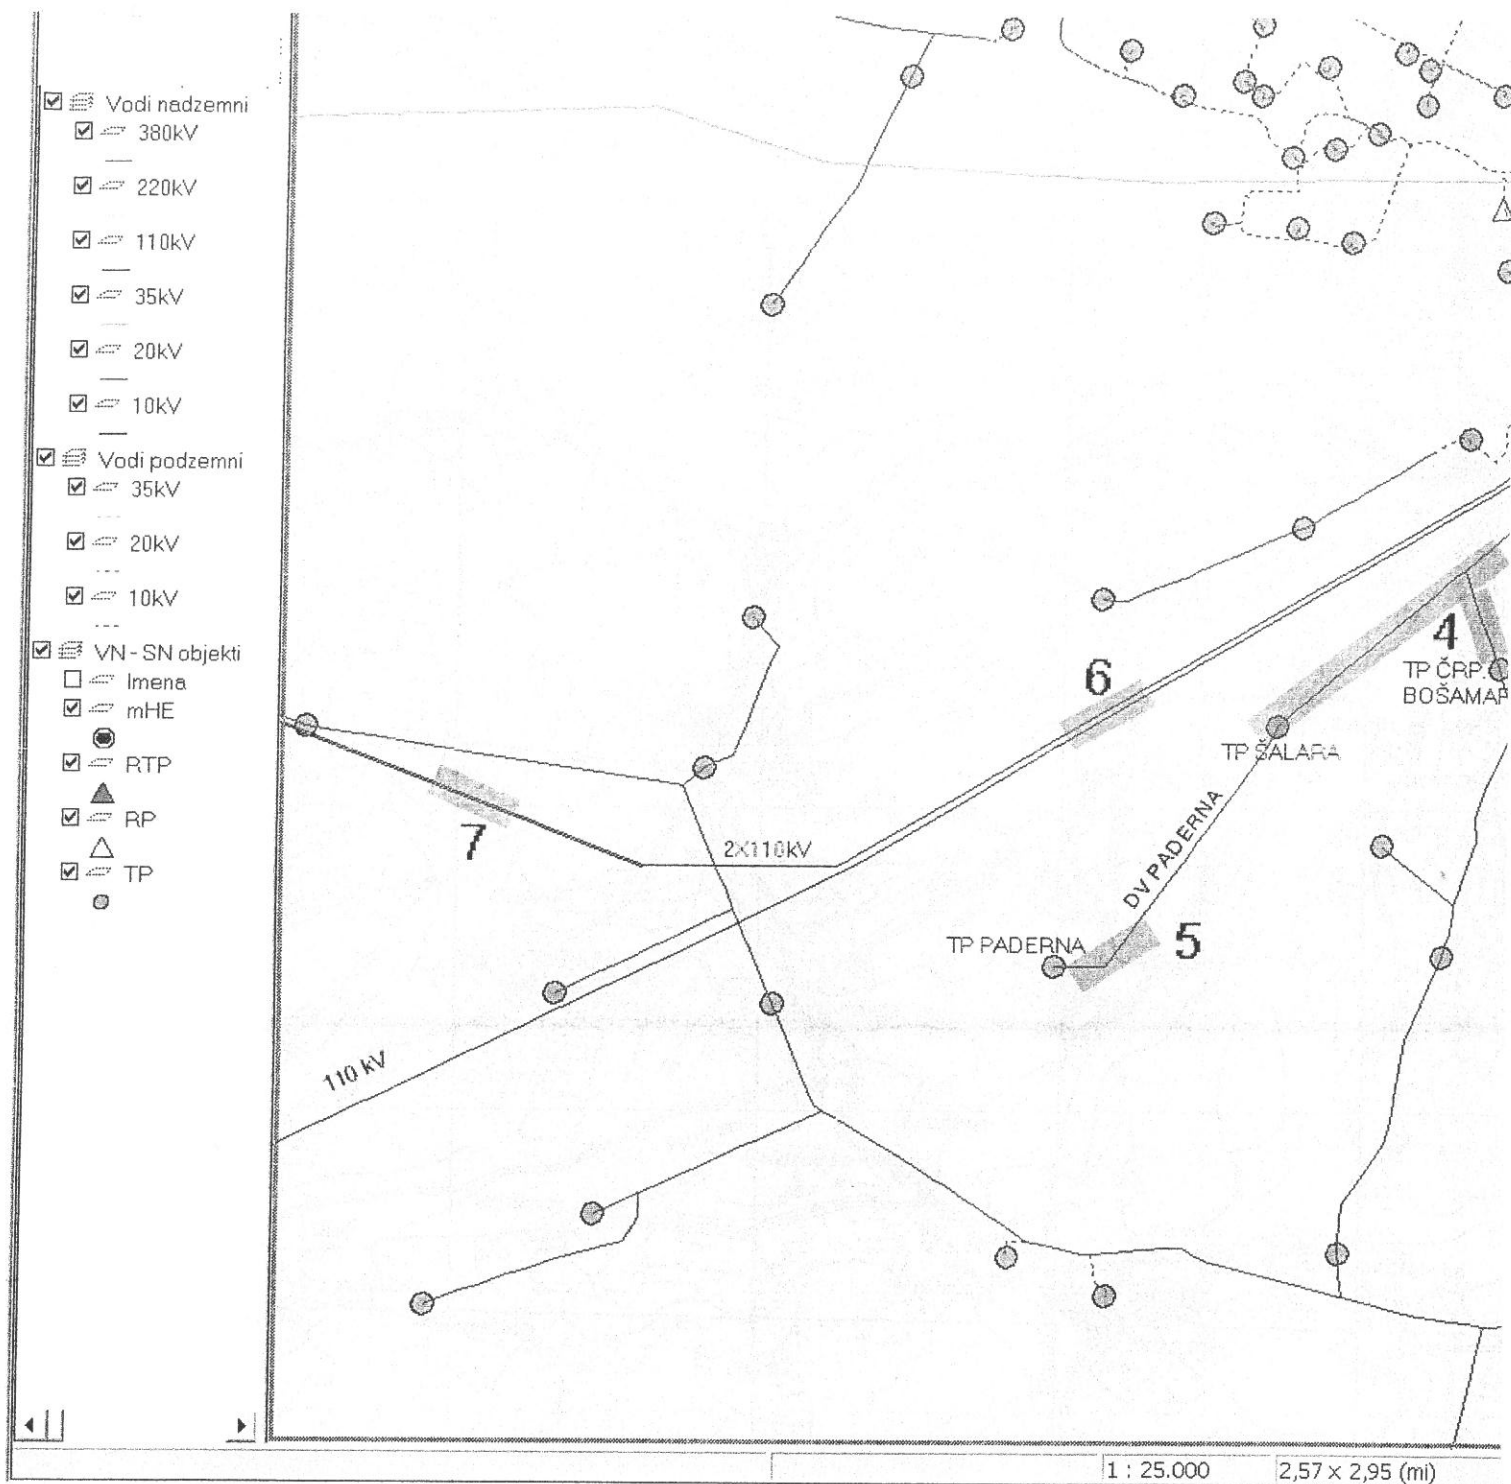 Vodi nadzemni
380kV
220kV
110kV
35kV
20kV
10kV
Vodi podzemni
35kV
20kV
10kV
VN - SN objekti
Imena
mHE
RTP
RP
TP
4
TP ČRP.
BOŠAMAR
6
TP ŠALARA
7
2X110kV
DV PADERNA
TP PADERNA
5
110 kV
1 : 25.000
2,57 x 2,95 (mi)